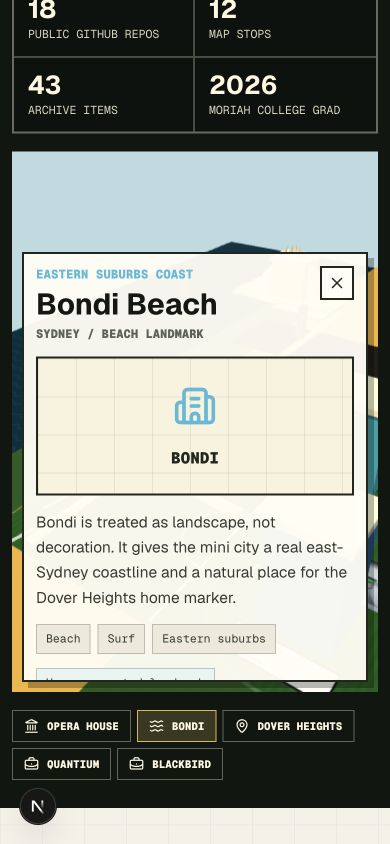 18
12
PUBLIC GITHUB REPOS
MAP STOPS
43
2026
ARCHIVE ITEMS
MORIAH COLLEGE GRAD
EASTERN SUBURBS COAST
Bondi Beach
SYDNEY / BEACH LANDMARK
BONDI
Bondi is treated as landscape, not
decoration. It gives the mini city a real east-
Sydney coastline and a natural place for the
Dover Heights home marker.
Beach
Surf
Eastern suburbs
OPERA HOUSE
BONDI
DOVER HEIGHTS
QUANTIUM
BLACKBIRD
N